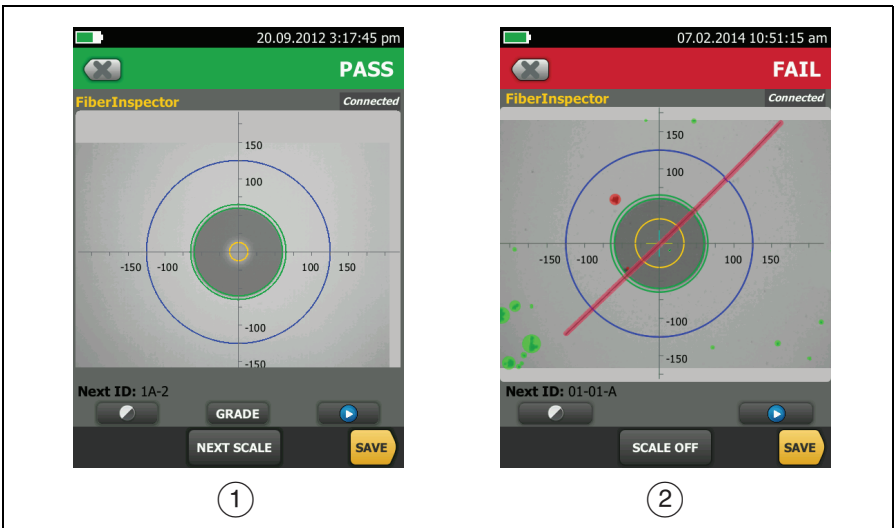 20.09.2012 3:17:45 pm
PASS
FiberInspector
Connected
150
100
-150 -100 100 150
-100
-150
Next ID: 1A-2
GRADE
NEXT SCALE
SAVE
1
07.02.2014 10:51:15 am
FAIL
FiberInspector
Connected
150
100
-150 -100 100 150
-100
-150
Next ID: 01-01-A
SCALE OFF
SAVE
2